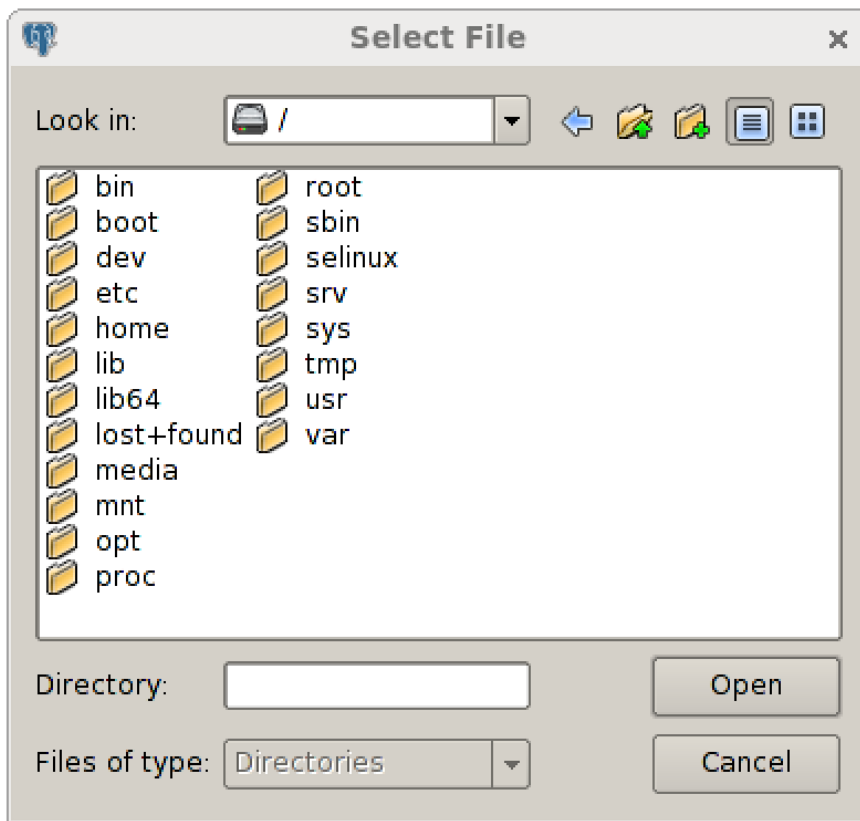 Select File
Look in: /
bin root
boot sbin
dev selinux
etc srv
home sys
lib tmp
lib64 usr
lost+found var
media
mnt
opt
proc
Directory: Open
Files of type: Directories Cancel